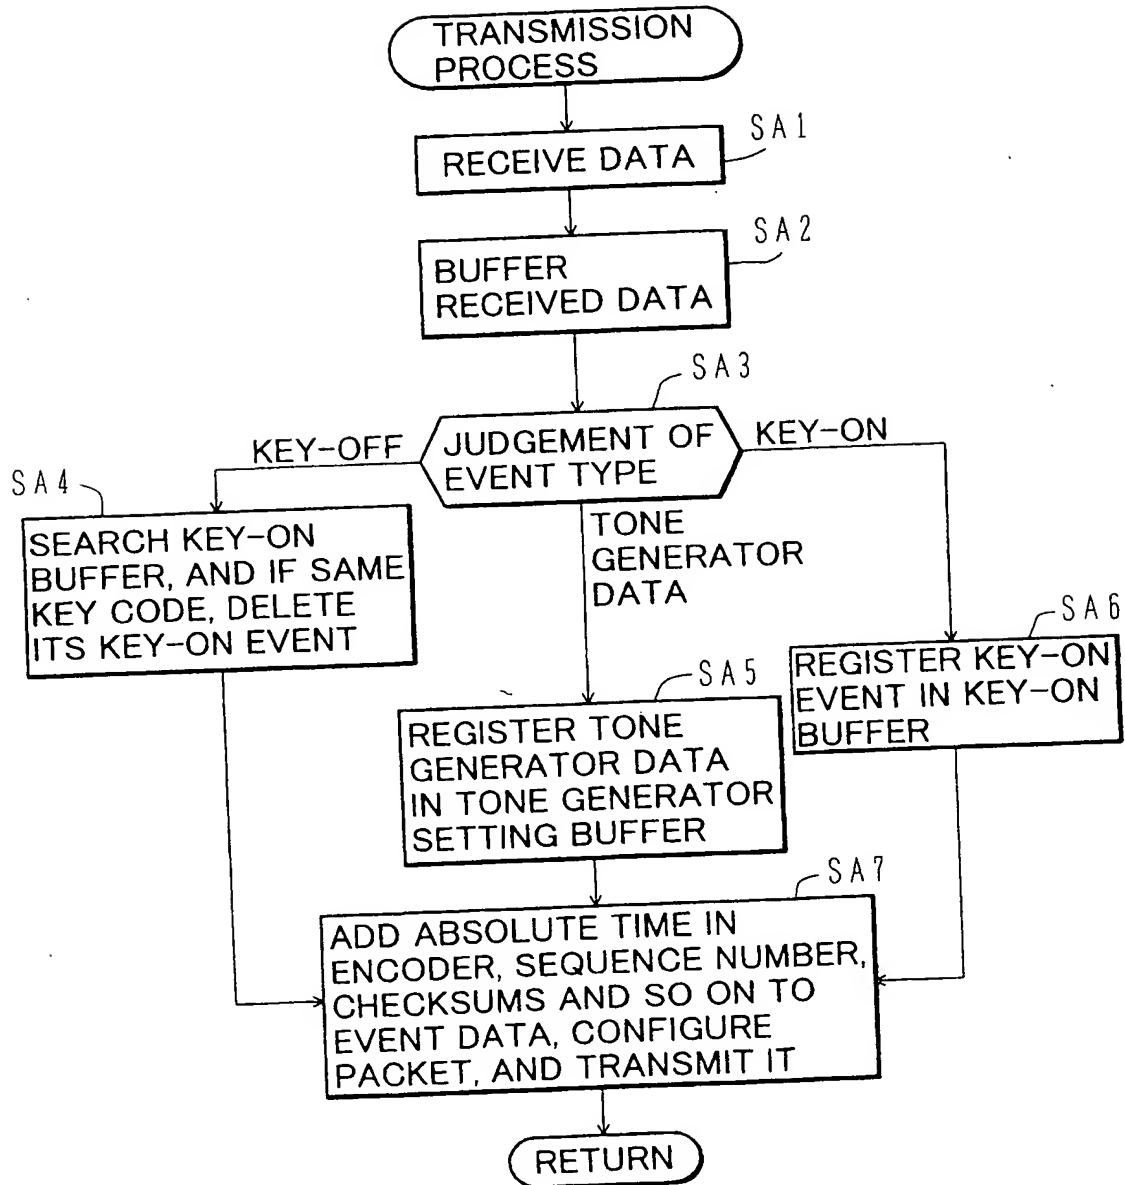 TRANSMISSION
PROCESS
SA1
RECEIVE DATA
SA2
BUFFER
RECEIVED DATA
SA3
JUDGEMENT OF
EVENT TYPE
KEY-OFF
KEY-ON
TONE
GENERATOR
DATA
SA4
SEARCH KEY-ON
BUFFER, AND IF SAME
KEY CODE, DELETE
ITS KEY-ON EVENT
SA5
REGISTER TONE
GENERATOR DATA
IN TONE GENERATOR
SETTING BUFFER
SA6
REGISTER KEY-ON
EVENT IN KEY-ON
BUFFER
SA7
ADD ABSOLUTE TIME IN
ENCODER, SEQUENCE NUMBER,
CHECKSUMS AND SO ON TO
EVENT DATA, CONFIGURE
PACKET, AND TRANSMIT IT
RETURN